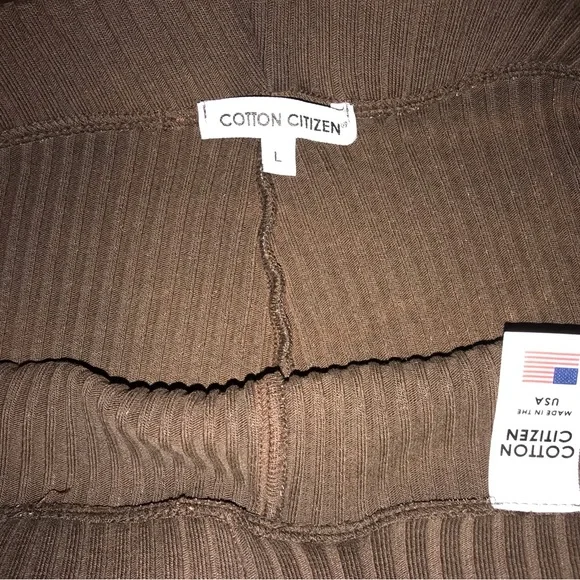 COTTON CITIZEN
L
MADE IN THE
USA
COTTON
CITIZEN